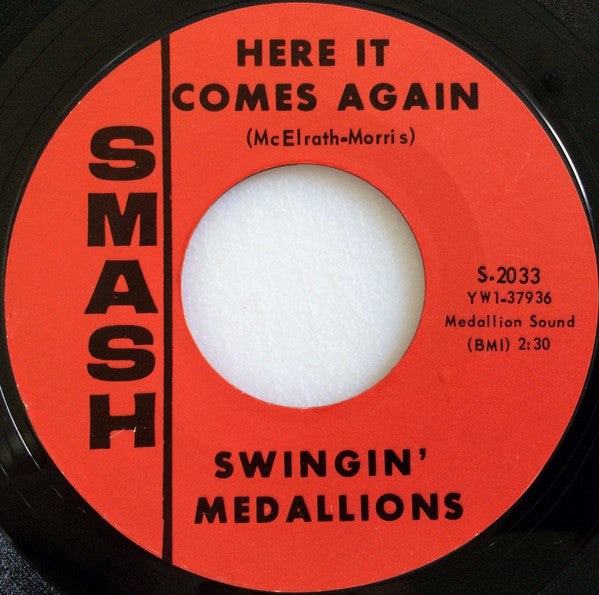 HERE IT
COMES AGAIN
(McElrath-Morris)
SMASH
S-2033
YW1-37936
Medallion Sound
(BMI) 2:30
SWINGIN'
MEDALLIONS